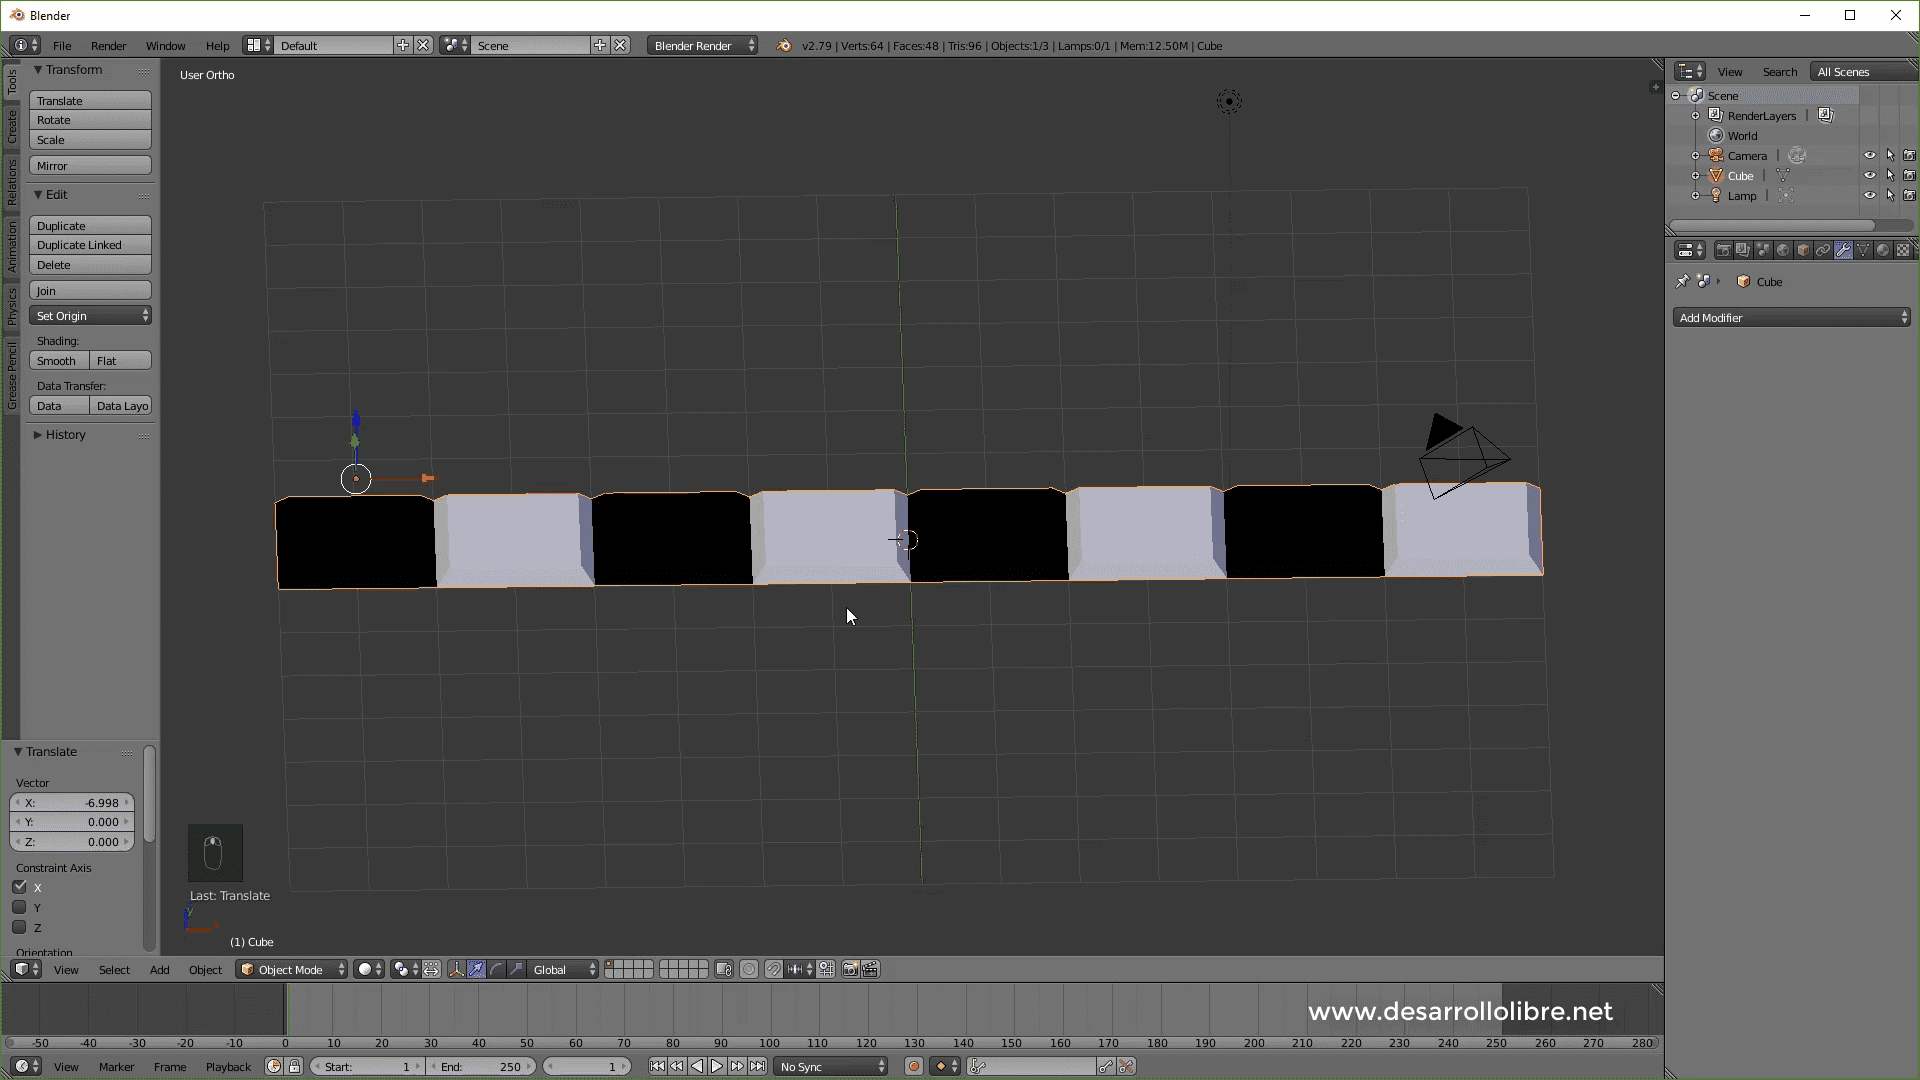 Blender
File Render Window Help Default Scene Blender Render v2.79 | Verts:64 | Faces:48 | Tris:96 | Objects:1/3 | Lamps:0/1 | Mem:12.50M | Cube
Tools
Create
Relations
Animation
Physics
Grease Pencil
Transform
Translate
Rotate
Scale
Mirror
Edit
Duplicate
Duplicate Linked
Delete
Join
Set Origin
Shading:
Smooth Flat
Data Transfer:
Data Data Layo
History
Translate
Vector
X: -6.998
Y: 0.000
Z: 0.000
Constraint Axis
X
Y
Z
Orientation
User Ortho
Last: Translate
y
(1) Cube
View Search All Scenes
Scene
RenderLayers |
World
Camera |
Cube |
Lamp |
Cube
Add Modifier
View Select Add Object Object Mode Global
www.desarrollolibre.net
-50 -40 -30 -20 -10 0 10 20 30 40 50 60 70 80 90 100 110 120 130 140 150 160 170 180 190 200 210 220 230 240 250 260 270 280
View Marker Frame Playback Start: 1 End: 250 1 No Sync